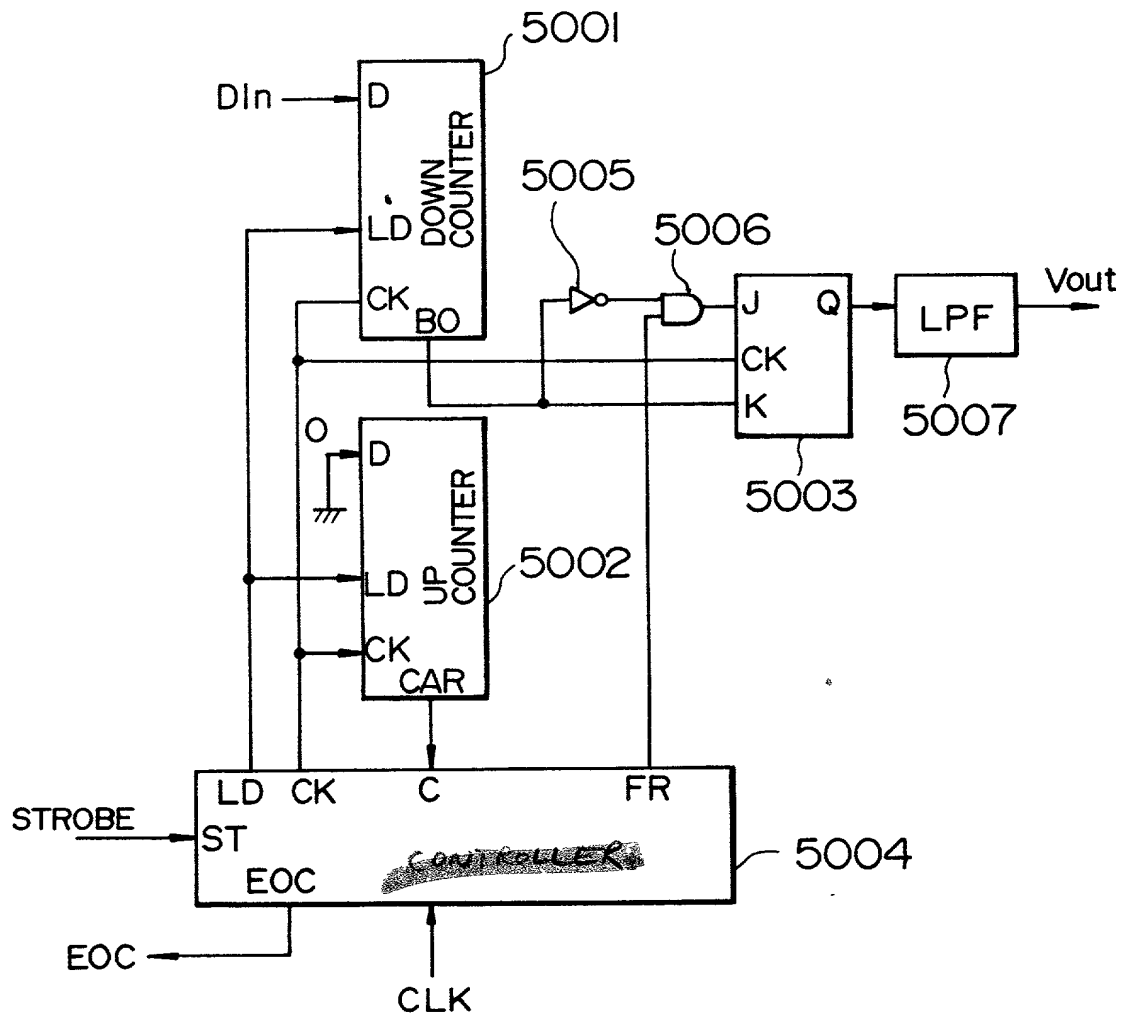 5001
DIn
D
DOWN
COUNTER
LD
CK
BO
5005
5006
J
Q
CK
K
5003
LPF
Vout
5007
O
D
UP
COUNTER
LD
CK
CAR
5002
LD
CK
C
FR
STROBE
ST
CONTROLLER.
5004
EOC
EOC
CLK